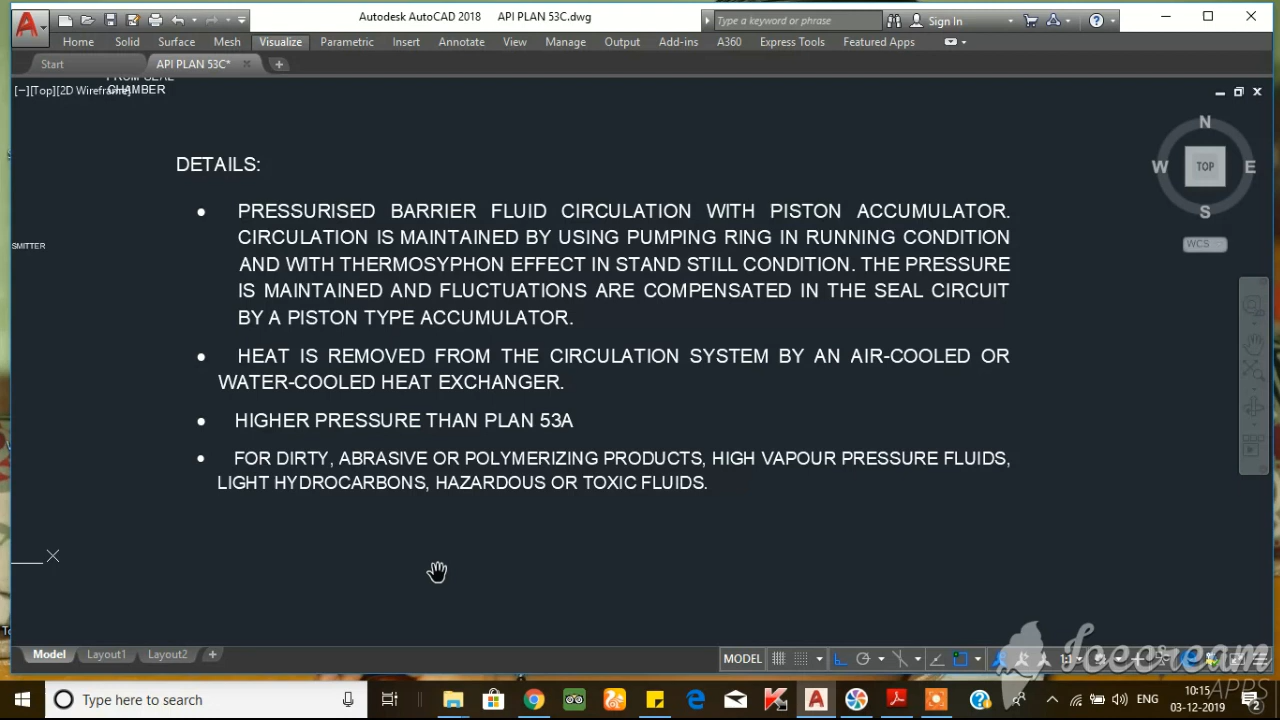 Autodesk AutoCAD 2018 API PLAN 53C.dwg
Type a keyword or phrase
Sign In
Home Solid Surface Mesh Visualize Parametric Insert Annotate View Manage Output Add-ins A360 Express Tools Featured Apps
Start API PLAN 53C*
FROM SEAL
[−][Top][2D Wireframe]
CHAMBER
N
W TOP E
S
WCS
SMITTER
DETAILS:
• PRESSURISED BARRIER FLUID CIRCULATION WITH PISTON ACCUMULATOR.
CIRCULATION IS MAINTAINED BY USING PUMPING RING IN RUNNING CONDITION
AND WITH THERMOSYPHON EFFECT IN STAND STILL CONDITION. THE PRESSURE
IS MAINTAINED AND FLUCTUATIONS ARE COMPENSATED IN THE SEAL CIRCUIT
BY A PISTON TYPE ACCUMULATOR.
• HEAT IS REMOVED FROM THE CIRCULATION SYSTEM BY AN AIR-COOLED OR
WATER-COOLED HEAT EXCHANGER.
• HIGHER PRESSURE THAN PLAN 53A
• FOR DIRTY, ABRASIVE OR POLYMERIZING PRODUCTS, HIGH VAPOUR PRESSURE FLUIDS,
LIGHT HYDROCARBONS, HAZARDOUS OR TOXIC FLUIDS.
Model Layout1 Layout2
MODEL 1:1
Icecream
APPS
Type here to search
ENG
10:15
03-12-2019
2